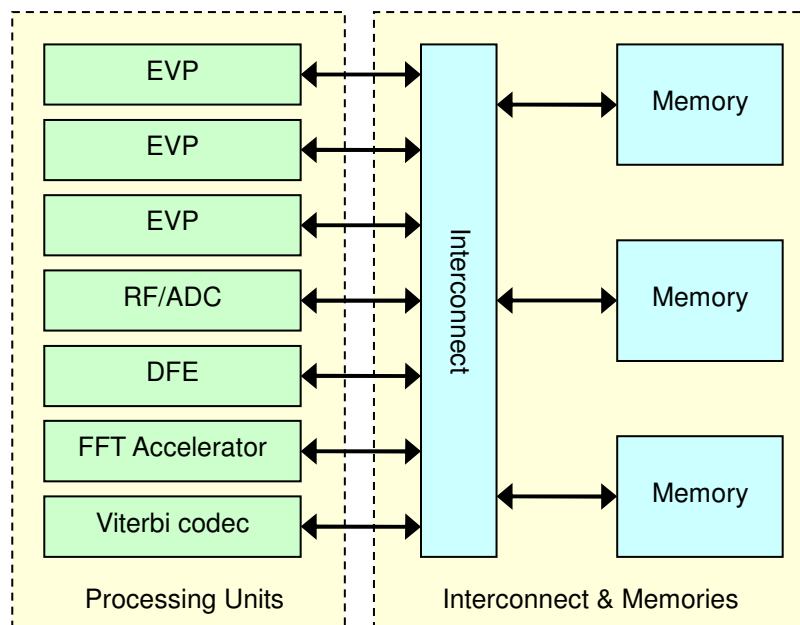 EVP
EVP
EVP
RF/ADC
DFE
FFT Accelerator
Viterbi codec
Processing Units
Interconnect
Memory
Memory
Memory
Interconnect & Memories